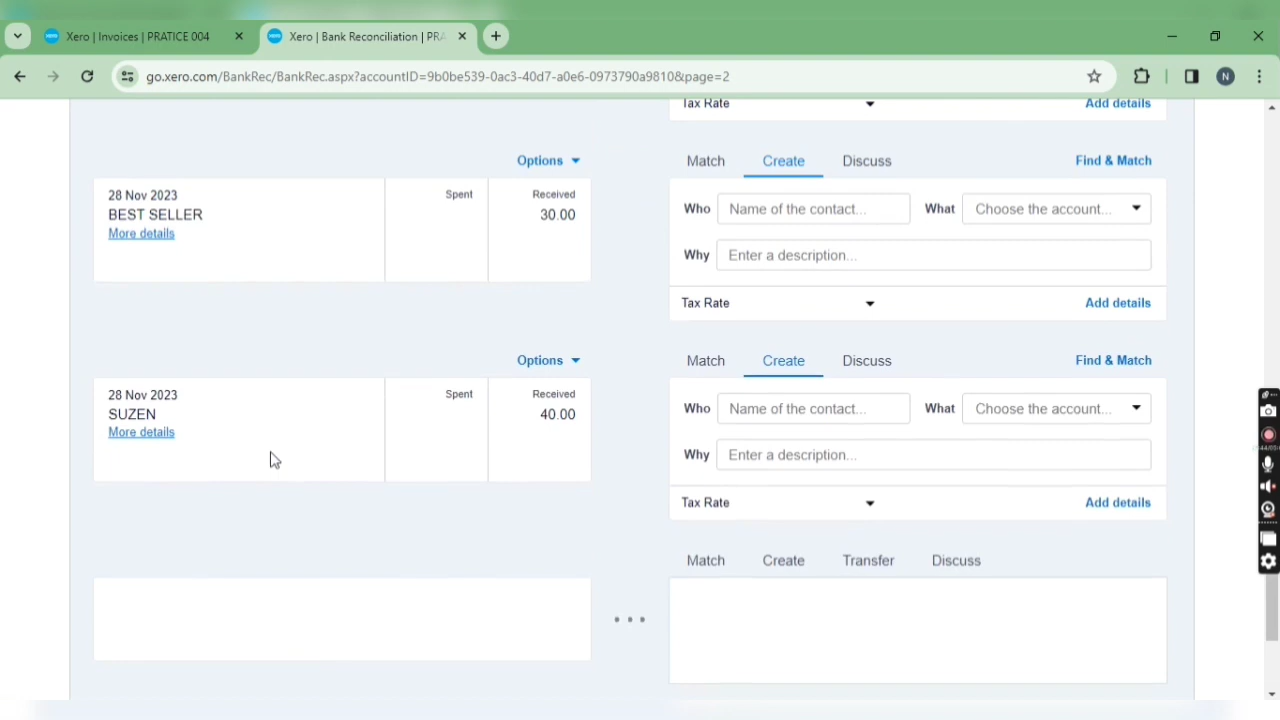 Xero | Invoices | PRATICE 004
Xero | Bank Reconciliation | PRA
go.xero.com/BankRec/BankRec.aspx?accountID=9b0be539-0ac3-40d7-a0e6-0973790a9810&page=2
N
Tax Rate Add details
Options Match Create Discuss Find & Match
28 Nov 2023 Spent Received
BEST SELLER 30.00
More details
Who Name of the contact... What Choose the account...
Why Enter a description...
Tax Rate Add details
Options Match Create Discuss Find & Match
28 Nov 2023 Spent Received
SUZEN 40.00
More details
Who Name of the contact... What Choose the account...
Why Enter a description...
Tax Rate Add details
Match Create Transfer Discuss